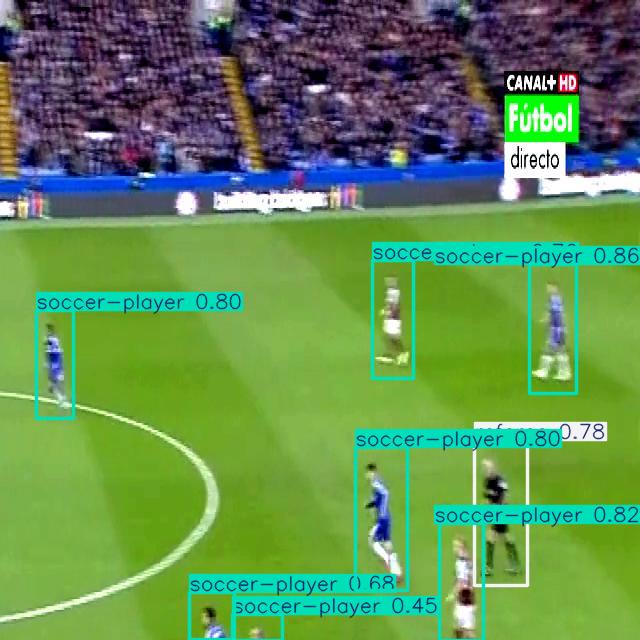 CANAL+ HD
Fútbol
directo
soccer-player 0.86
soccer-player 0.80
soccer-player 0.80
0.78
soccer-player 0.82
soccer-player 0.68
soccer-player 0.45